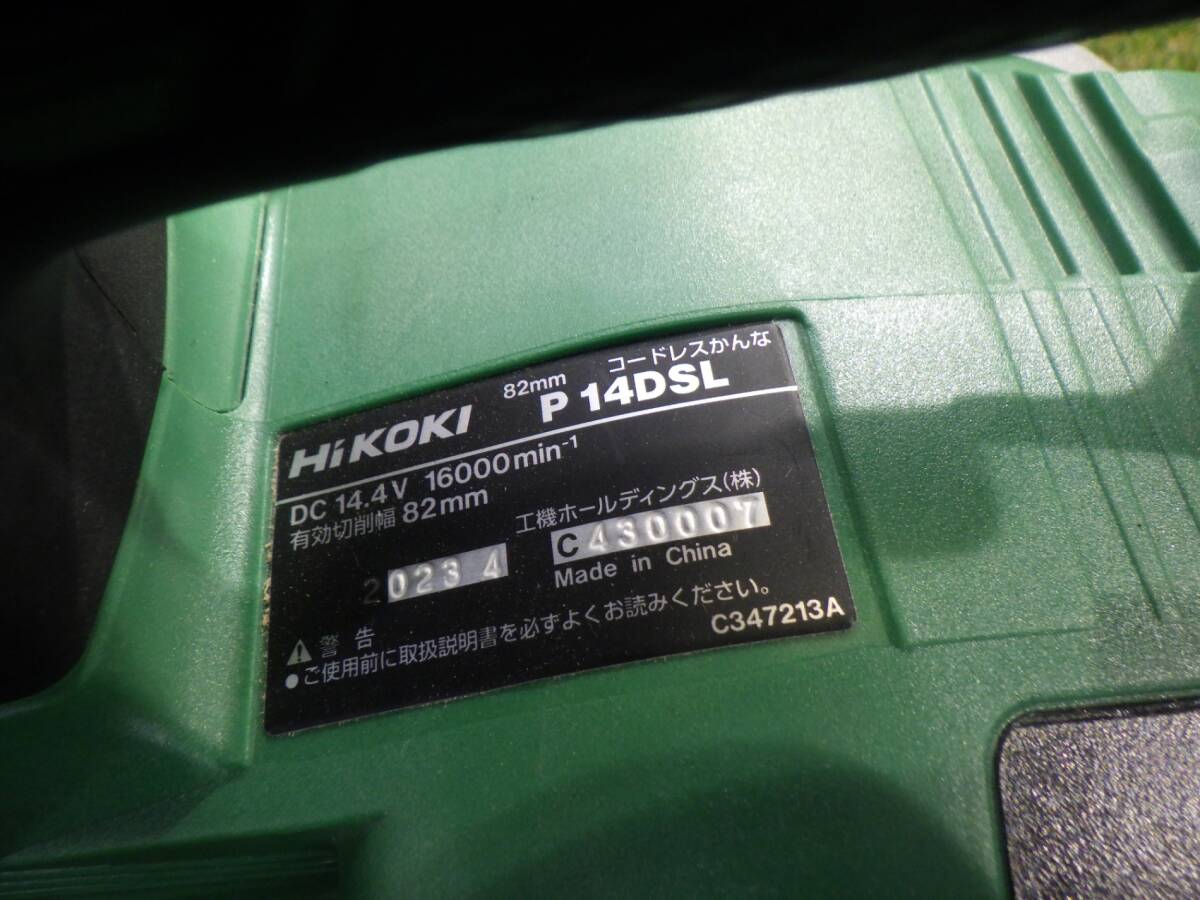 82mm コードレスかんな
HiKOKI P 14DSL
DC 14.4V 16000min⁻¹
有効切削幅 82mm
工機ホールディングス(株)
2023 4 C 430007
Made in China
⚠ 警告
●ご使用前に取扱説明書を必ずよくお読みください。
C347213A